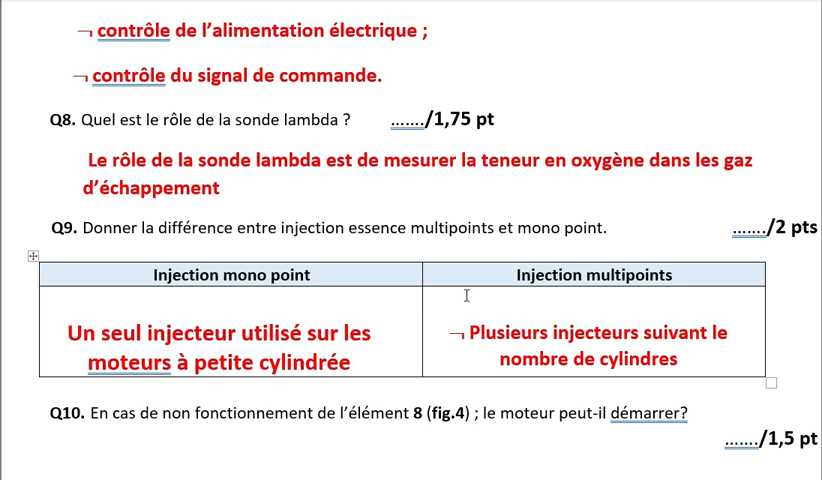 ¬ contrôle de l’alimentation électrique ;
¬ contrôle du signal de commande.
Q8. Quel est le rôle de la sonde lambda ? ......./1,75 pt
Le rôle de la sonde lambda est de mesurer la teneur en oxygène dans les gaz
d’échappement
Q9. Donner la différence entre injection essence multipoints et mono point. ......./2 pts
Injection mono point Injection multipoints
Un seul injecteur utilisé sur les
moteurs à petite cylindrée
¬ Plusieurs injecteurs suivant le
nombre de cylindres
Q10. En cas de non fonctionnement de l’élément 8 (fig.4) ; le moteur peut-il démarrer?
......./1,5 pt